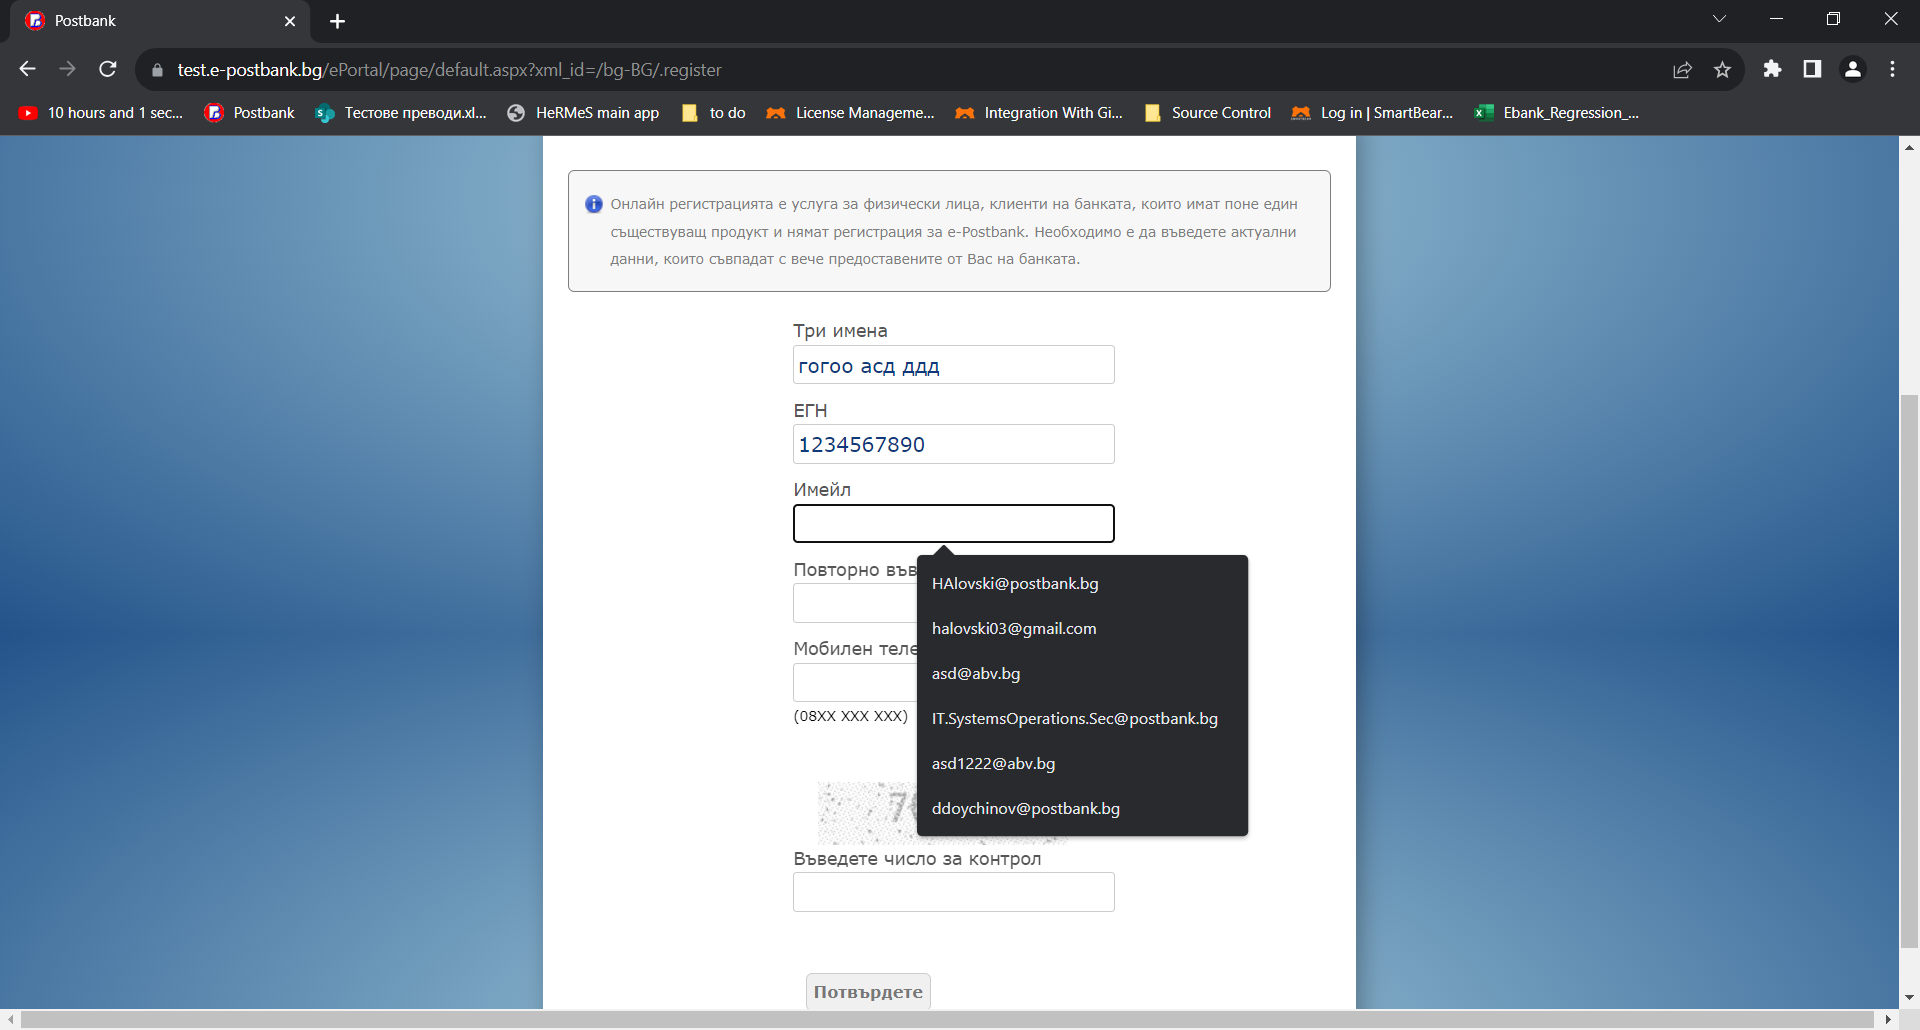 Postbank
test.e-postbank.bg/ePortal/page/default.aspx?xml_id=/bg-BG/.register
10 hours and 1 sec...
Postbank
Тестове преводи.xl...
HeRMeS main app
to do
License Manageme...
Integration With Gi...
Source Control
Log in | SmartBear...
Ebank_Regression_...
Онлайн регистрацията е услуга за физически лица, клиенти на банката, които имат поне един
съществуващ продукт и нямат регистрация за e-Postbank. Необходимо е да въведете актуални
данни, които съвпадат с вече предоставените от Вас на банката.
Три имена
гогоо асд ддд
ЕГН
1234567890
Имейл
Повторно във
HAlovski@postbank.bg
halovski03@gmail.com
Мобилен теле
asd@abv.bg
(08XX XXX XXX)
IT.SystemsOperations.Sec@postbank.bg
asd1222@abv.bg
ddoychinov@postbank.bg
Въведете число за контрол
Потвърдете